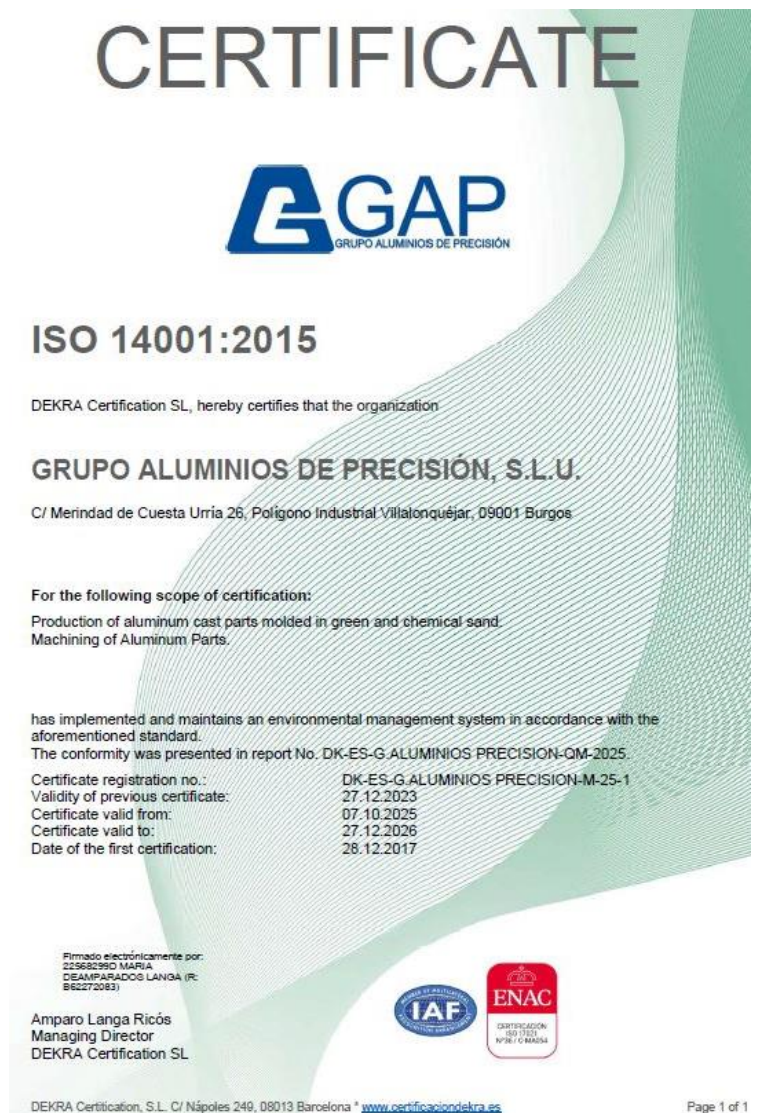 CERTIFICATE
GAP
GRUPO ALUMINIOS DE PRECISIÓN
ISO 14001:2015
DEKRA Certification SL, hereby certifies that the organization
GRUPO ALUMINIOS DE PRECISIÓN, S.L.U.
C/ Merindad de Cuesta Urría 26, Polígono Industrial Villalonquéjar, 09001 Burgos
For the following scope of certification:
Production of aluminum cast parts molded in green and chemical sand.
Machining of Aluminum Parts.
has implemented and maintains an environmental management system in accordance with the
aforementioned standard.
The conformity was presented in report No. DK-ES-G.ALUMINIOS PRECISION-QM-2025.
Certificate registration no.: DK-ES-G.ALUMINIOS PRECISION-M-25-1
Validity of previous certificate: 27.12.2023
Certificate valid from: 07.10.2025
Certificate valid to: 27.12.2026
Date of the first certification: 28.12.2017
Firmado electrónicamente por:
22568299D MARIA
DEAMPARADOS LANGA (R:
B62272083)
Amparo Langa Ricós
Managing Director
DEKRA Certification SL
IAF
ENAC
CERTIFICACIÓN
ISO 17021
DEKRA Certification, S.L. C/ Nápoles 249, 08013 Barcelona * www.certificaciondekra.es
Page 1 of 1